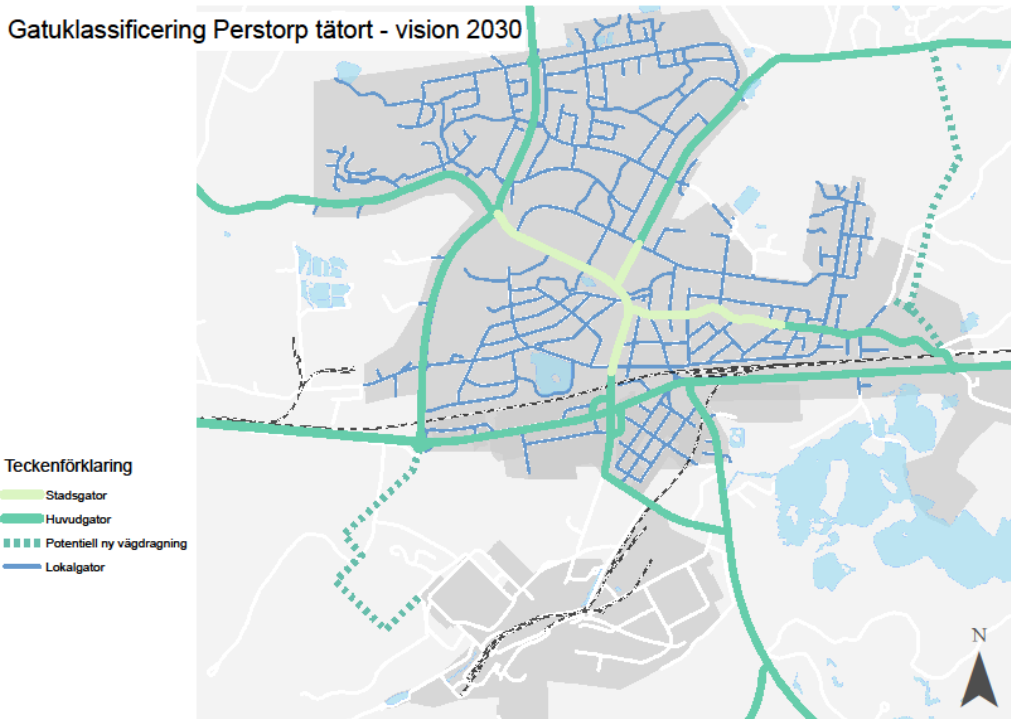 Gatuklassificering Perstorp tätort - vision 2030
Teckenförklaring
Stadsgator
Huvudgator
Potentiell ny vägdragning
Lokalgator
N